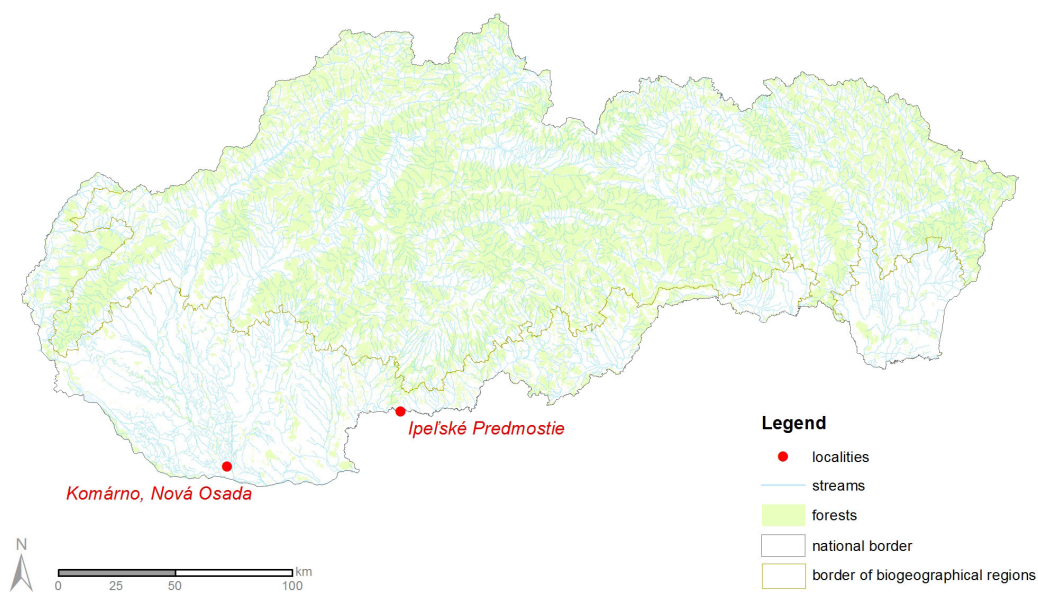 Ipeľské Predmostie
Komárno, Nová Osada
Legend
localities
streams
forests
national border
border of biogeographical regions
N
km
0 25 50 100